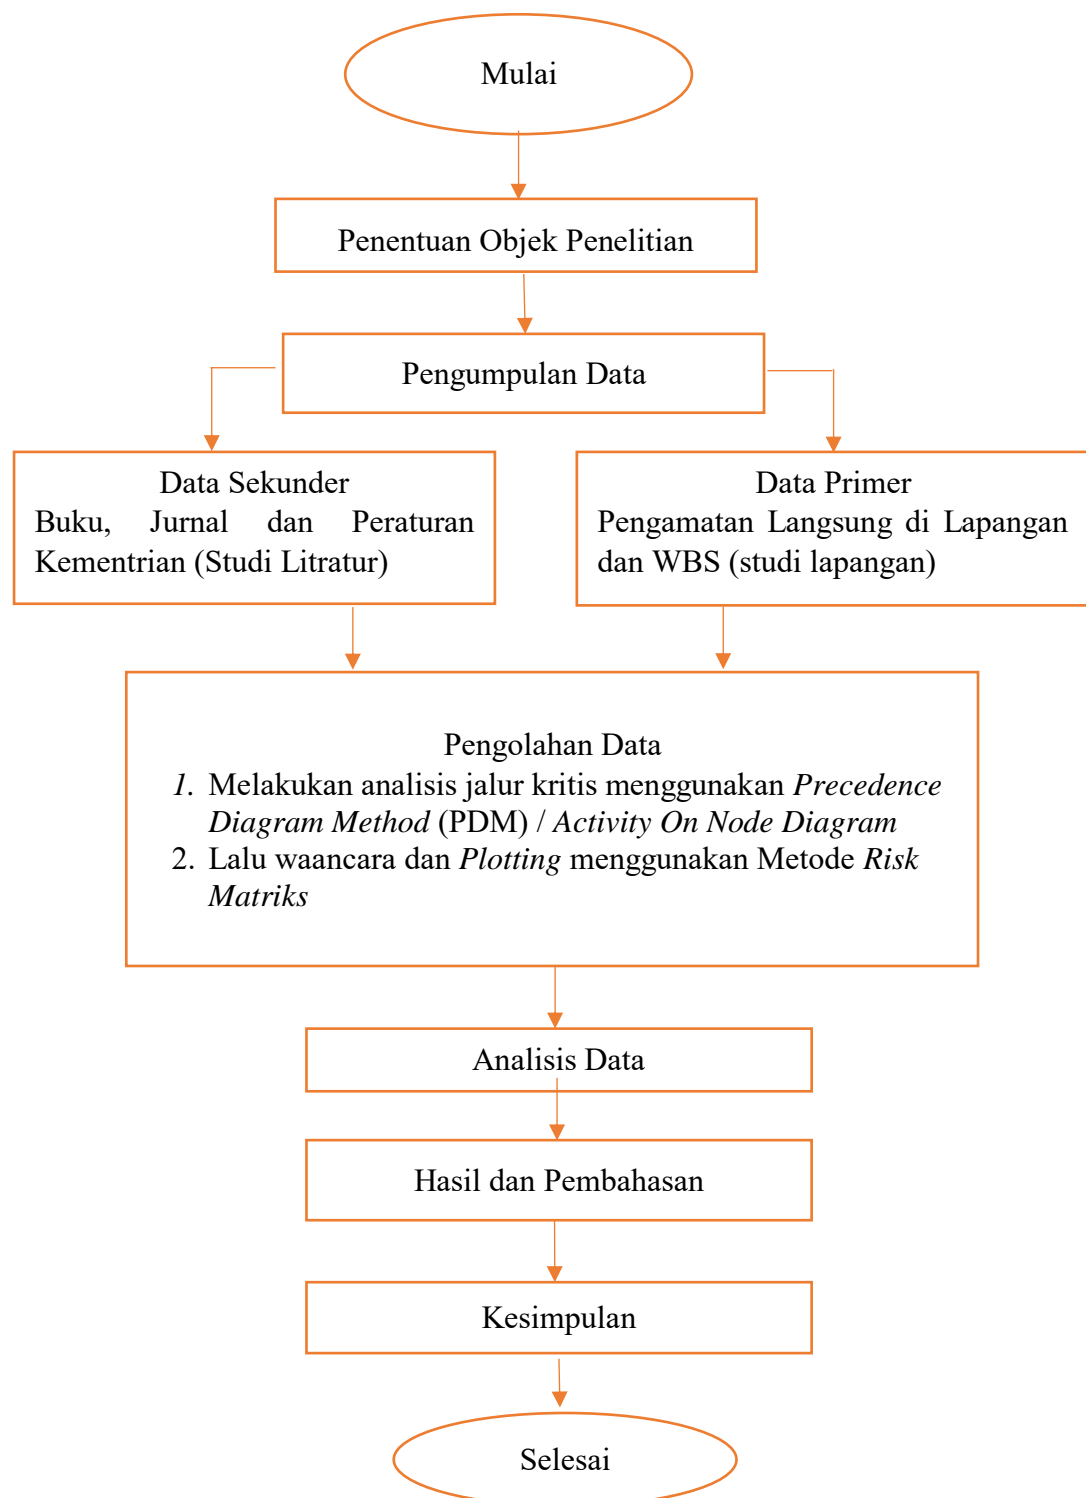 Mulai
Penentuan Objek Penelitian
Pengumpulan Data
Data Sekunder
Buku, Jurnal dan Peraturan
Kementrian (Studi Litratur)
Data Primer
Pengamatan Langsung di Lapangan
dan WBS (studi lapangan)
Pengolahan Data
1. Melakukan analisis jalur kritis menggunakan Precedence
Diagram Method (PDM) / Activity On Node Diagram
2. Lalu waancara dan Plotting menggunakan Metode Risk
Matriks
Analisis Data
Hasil dan Pembahasan
Kesimpulan
Selesai